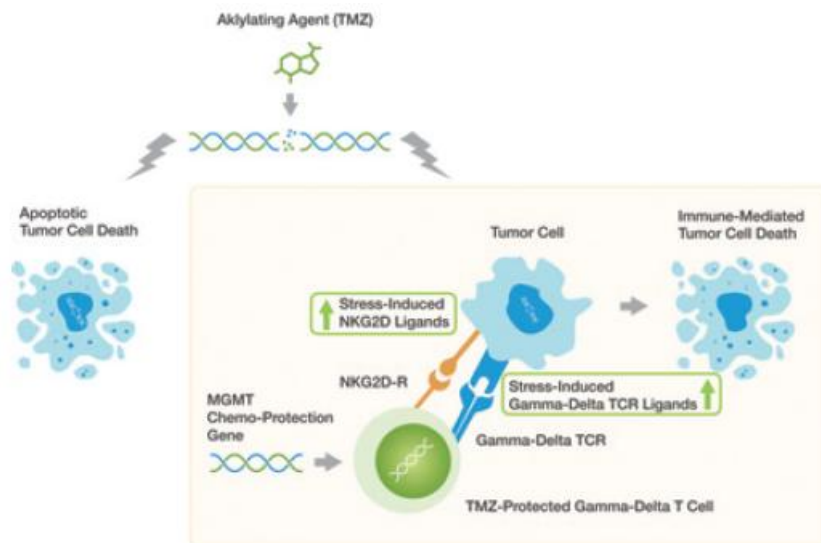 Aklylating Agent (TMZ)
Apoptotic
Tumor Cell Death
Tumor Cell
Immune-Mediated
Tumor Cell Death
Stress-Induced
NKG2D Ligands
NKG2D-R
Stress-Induced
Gamma-Delta TCR Ligands
MGMT
Chemo-Protection
Gene
Gamma-Delta TCR
TMZ-Protected Gamma-Delta T Cell